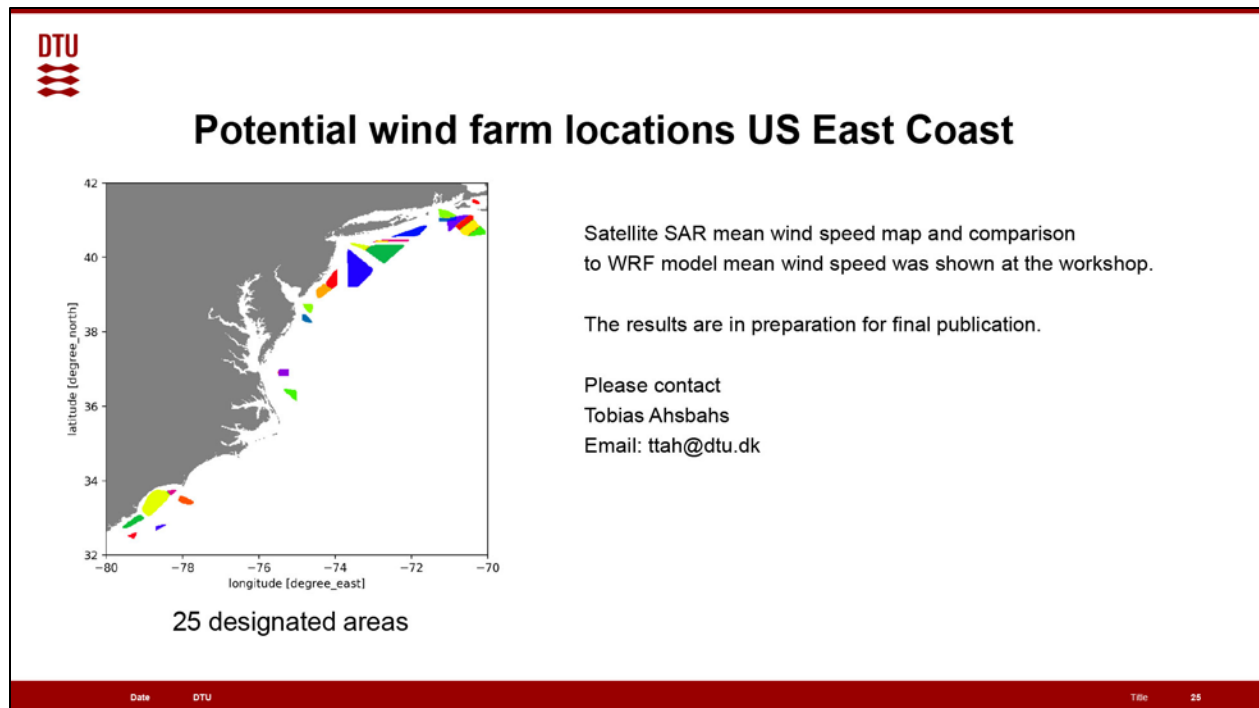 DTU
Potential wind farm locations US East Coast
42
40
38
36
34
32
latitude [degree_north]
−80 −78 −76 −74 −72 −70
longitude [degree_east]
25 designated areas
Satellite SAR mean wind speed map and comparison
to WRF model mean wind speed was shown at the workshop.
The results are in preparation for final publication.
Please contact
Tobias Ahsbahs
Email: ttah@dtu.dk
Date DTU Title 25